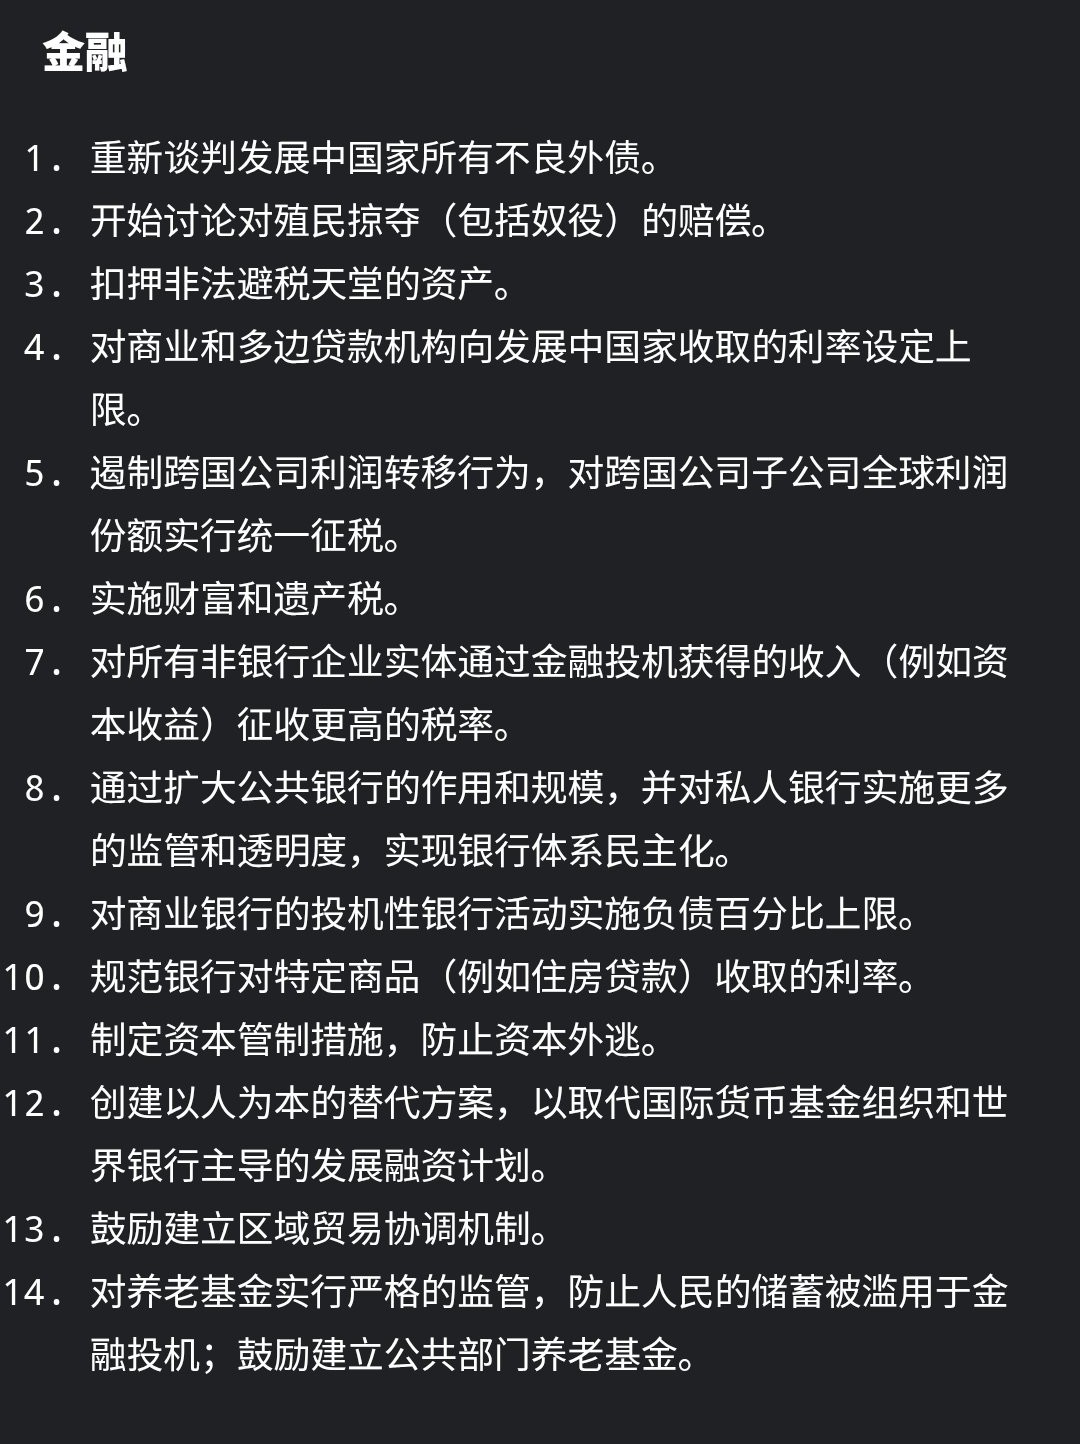 金融
1. 重新谈判发展中国家所有不良外债。
2. 开始讨论对殖民掠夺（包括奴役）的赔偿。
3. 扣押非法避税天堂的资产。
4. 对商业和多边贷款机构向发展中国家收取的利率设定上
限。
5. 遏制跨国公司利润转移行为，对跨国公司子公司全球利润
份额实行统一征税。
6. 实施财富和遗产税。
7. 对所有非银行企业实体通过金融投机获得的收入（例如资
本收益）征收更高的税率。
8. 通过扩大公共银行的作用和规模，并对私人银行实施更多
的监管和透明度，实现银行体系民主化。
9. 对商业银行的投机性银行活动实施负债百分比上限。
10. 规范银行对特定商品（例如住房贷款）收取的利率。
11. 制定资本管制措施，防止资本外逃。
12. 创建以人为本的替代方案，以取代国际货币基金组织和世
界银行主导的发展融资计划。
13. 鼓励建立区域贸易协调机制。
14. 对养老基金实行严格的监管，防止人民的储蓄被滥用于金
融投机；鼓励建立公共部门养老基金。